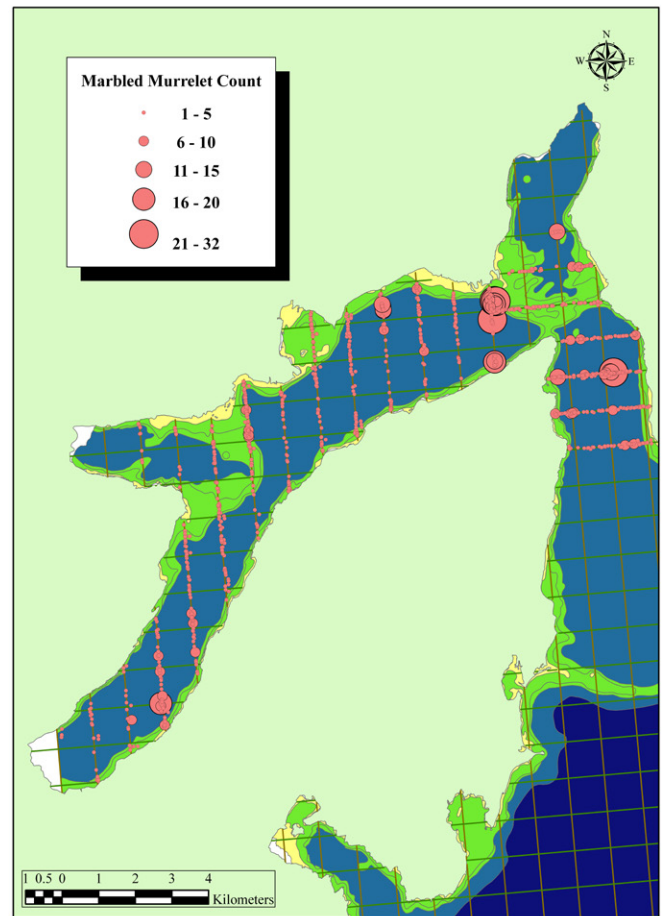 Marbled Murrelet Count
1 - 5
6 - 10
11 - 15
16 - 20
21 - 32
N
W E
S
1 0.5 0 1 2 3 4
Kilometers